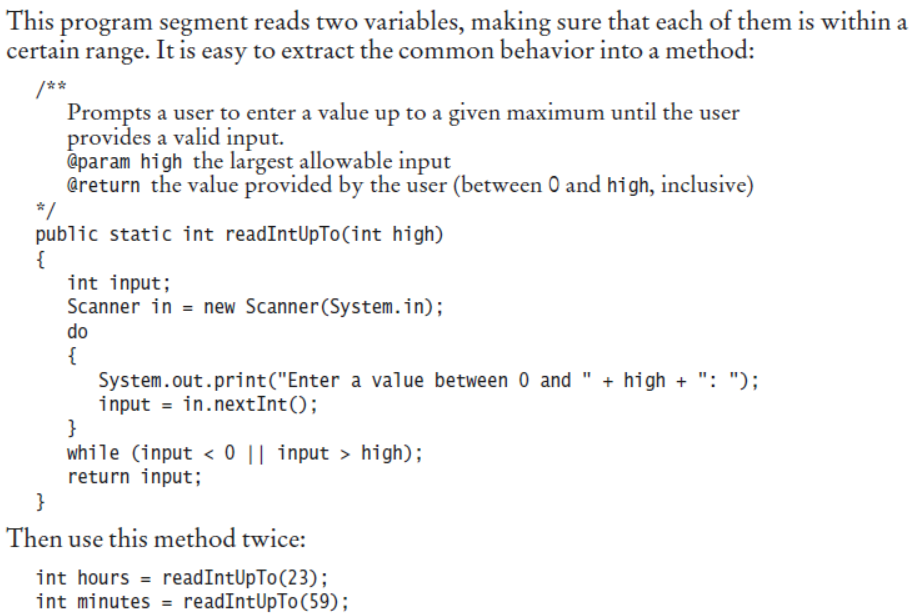 This program segment reads two variables, making sure that each of them is within a
certain range. It is easy to extract the common behavior into a method:
/**
Prompts a user to enter a value up to a given maximum until the user
provides a valid input.
@param high the largest allowable input
@return the value provided by the user (between 0 and high, inclusive)
*/
public static int readIntUpTo(int high)
{
int input;
Scanner in = new Scanner(System.in);
do
{
System.out.print("Enter a value between 0 and " + high + ": ");
input = in.nextInt();
}
while (input < 0 || input > high);
return input;
}
Then use this method twice:
int hours = readIntUpTo(23);
int minutes = readIntUpTo(59);